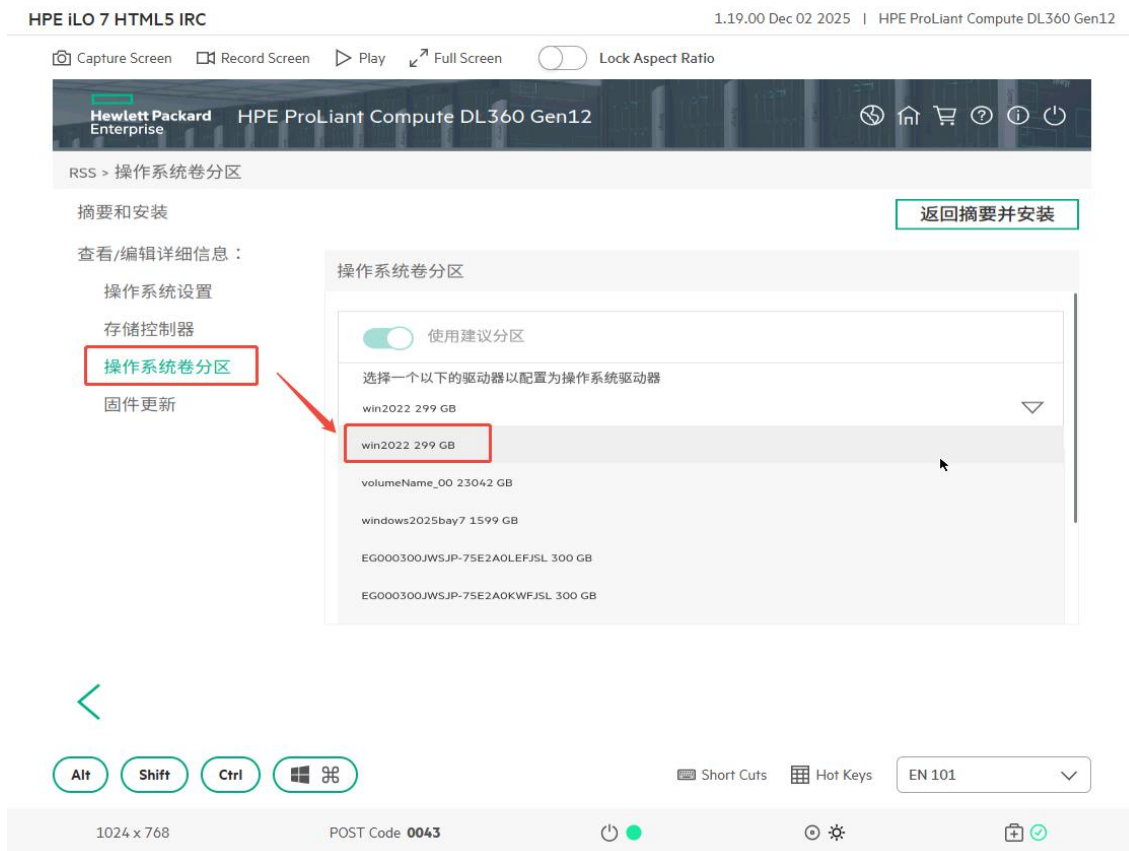 HPE iLO 7 HTML5 IRC
1.19.00 Dec 02 2025 | HPE ProLiant Compute DL360 Gen12
Capture Screen Record Screen Play Full Screen Lock Aspect Ratio
Hewlett Packard
Enterprise
HPE ProLiant Compute DL360 Gen12
RSS > 操作系统卷分区
摘要和安装
返回摘要并安装
查看/编辑详细信息：
操作系统设置
存储控制器
操作系统卷分区
固件更新
操作系统卷分区
使用建议分区
选择一个以下的驱动器以配置为操作系统驱动器
win2022 299 GB
win2022 299 GB
volumeName_00 23042 GB
windows2025bay7 1599 GB
EG000300JWSJP-75E2A0LEFJSL 300 GB
EG000300JWSJP-75E2A0KWFJSL 300 GB
Alt Shift Ctrl
Short Cuts Hot Keys EN 101
1024 x 768 POST Code 0043